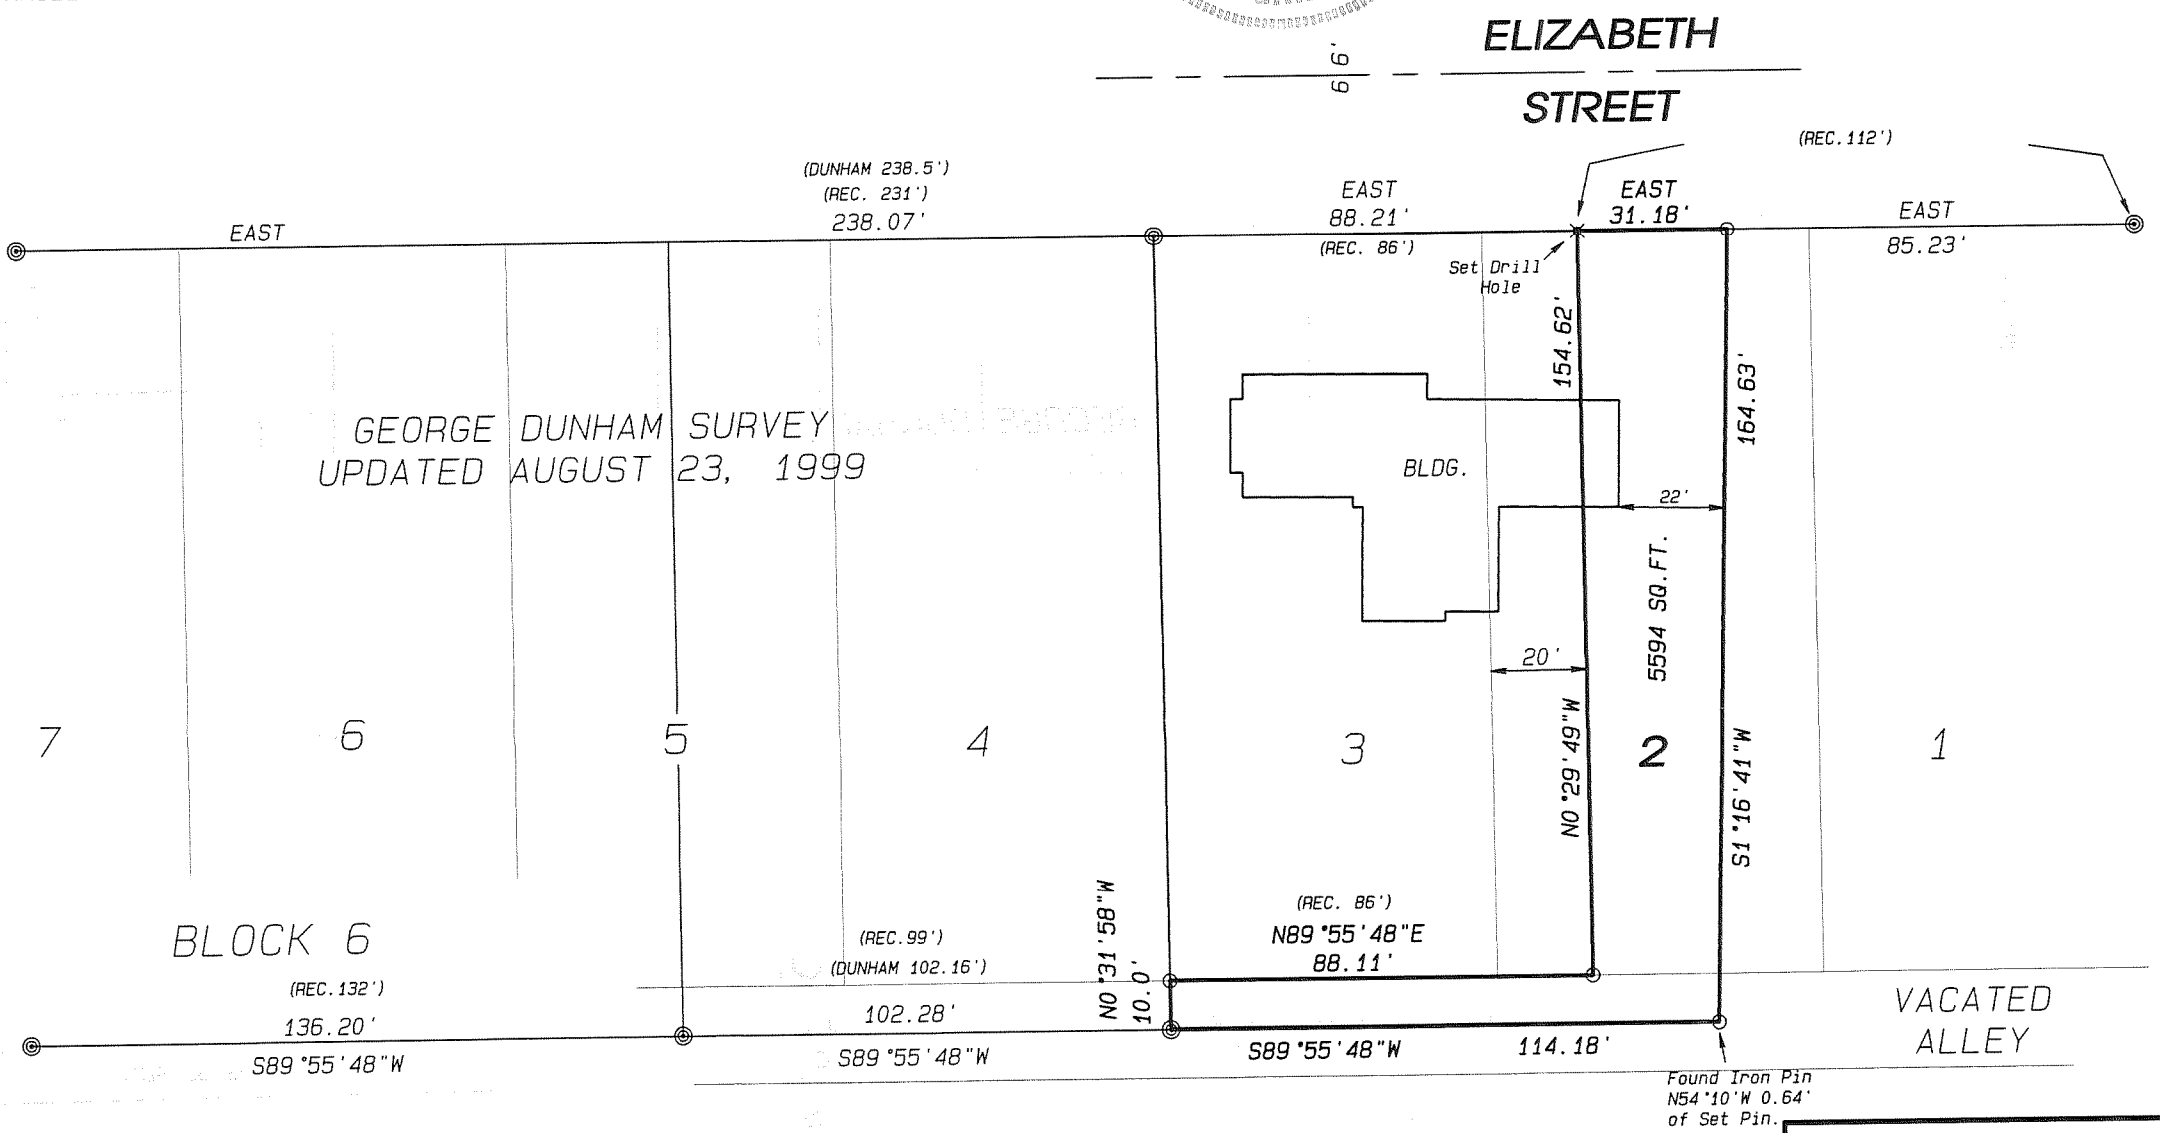 ELIZABETH
66'
STREET
(REC.112')
(DUNHAM 238.5')
(REC. 231')
238.07'
EAST
EAST
88.21'
(REC. 86')
EAST
31.18'
EAST
85.23'
Set Drill
Hole
154.62'
164.63'
GEORGE DUNHAM SURVEY
UPDATED AUGUST 23, 1999
BLDG.
22'
5594 SQ.FT.
20'
7
6
5
4
3
2
1
N0°29'49"W
S1°16'41"W
BLOCK 6
(REC.132')
136.20'
S89°55'48"W
(REC.99')
(DUNHAM 102.16')
102.28'
S89°55'48"W
N0°31'58"W
10.0'
(REC. 86')
N89°55'48"E
88.11'
S89°55'48"W 114.18'
VACATED
ALLEY
Found Iron Pin
N54°10'W 0.64'
of Set Pin.